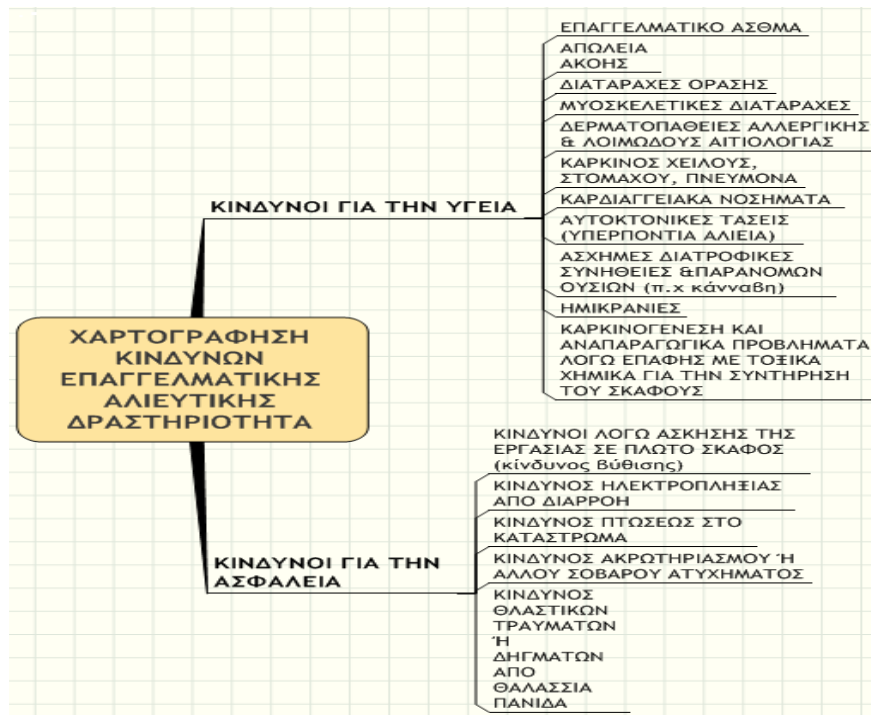 ΧΑΡΤΟΓΡΑΦΗΣΗ
ΚΙΝΔΥΝΩΝ
ΕΠΑΓΓΕΛΜΑΤΙΚΗΣ
ΑΛΙΕΥΤΙΚΗΣ
ΔΡΑΣΤΗΡΙΟΤΗΤΑ
ΚΙΝΔΥΝΟΙ ΓΙΑ ΤΗΝ ΥΓΕΙΑ
ΕΠΑΓΓΕΛΜΑΤΙΚΟ ΑΣΘΜΑ
ΑΠΩΛΕΙΑ
ΑΚΟΗΣ
ΔΙΑΤΑΡΑΧΕΣ ΟΡΑΣΗΣ
ΜΥΟΣΚΕΛΕΤΙΚΕΣ ΔΙΑΤΑΡΑΧΕΣ
ΔΕΡΜΑΤΟΠΑΘΕΙΕΣ ΑΛΛΕΡΓΙΚΗΣ
& ΛΟΙΜΩΔΟΥΣ ΑΙΤΙΟΛΟΓΙΑΣ
ΚΑΡΚΙΝΟΣ ΧΕΙΛΟΥΣ,
ΣΤΟΜΑΧΟΥ, ΠΝΕΥΜΟΝΑ
ΚΑΡΔΙΑΓΓΕΙΑΚΑ ΝΟΣΗΜΑΤΑ
ΑΥΤΟΚΤΟΝΙΚΕΣ ΤΑΣΕΙΣ
(ΥΠΕΡΠΟΝΤΙΑ ΑΛΙΕΙΑ)
ΑΣΧΗΜΕΣ ΔΙΑΤΡΟΦΙΚΕΣ
ΣΥΝΗΘΕΙΕΣ &ΠΑΡΑΝΟΜΩΝ
ΟΥΣΙΩΝ (π.χ κάνναβη)
ΗΜΙΚΡΑΝΙΕΣ
ΚΑΡΚΙΝΟΓΕΝΕΣΗ ΚΑΙ
ΑΝΑΠΑΡΑΓΩΓΙΚΑ ΠΡΟΒΛΗΜΑΤΑ
ΛΟΓΩ ΕΠΑΦΗΣ ΜΕ ΤΟΞΙΚΑ
ΧΗΜΙΚΑ ΓΙΑ ΤΗΝ ΣΥΝΤΗΡΗΣΗ
ΤΟΥ ΣΚΑΦΟΥΣ
ΚΙΝΔΥΝΟΙ ΓΙΑ ΤΗΝ
ΑΣΦΑΛΕΙΑ
ΚΙΝΔΥΝΟΙ ΛΟΓΩ ΑΣΚΗΣΗΣ ΤΗΣ
ΕΡΓΑΣΙΑΣ ΣΕ ΠΛΩΤΟ ΣΚΑΦΟΣ
(κίνδυνος βύθισης)
ΚΙΝΔΥΝΟΣ ΗΛΕΚΤΡΟΠΛΗΞΙΑΣ
ΑΠΟ ΔΙΑΡΡΟΗ
ΚΙΝΔΥΝΟΣ ΠΤΩΣΕΩΣ ΣΤΟ
ΚΑΤΑΣΤΡΩΜΑ
ΚΙΝΔΥΝΟΣ ΑΚΡΩΤΗΡΙΑΣΜΟΥ Ή
ΑΛΛΟΥ ΣΟΒΑΡΟΥ ΑΤΥΧΗΜΑΤΟΣ
ΚΙΝΔΥΝΟΣ
ΘΛΑΣΤΙΚΩΝ
ΤΡΑΥΜΑΤΩΝ
Ή
ΔΗΓΜΑΤΩΝ
ΑΠΟ
ΘΑΛΑΣΣΙΑ
ΠΑΝΙΔΑ